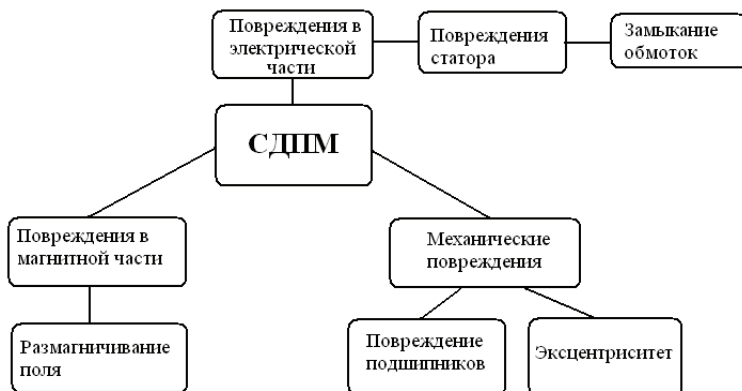 Повреждения в
электрической
части
Повреждения
статора
Замыкание
обмоток
СДПМ
Повреждения в
магнитной части
Механические
повреждения
Размагничивание
поля
Повреждение
подшипников
Эксцентриситет